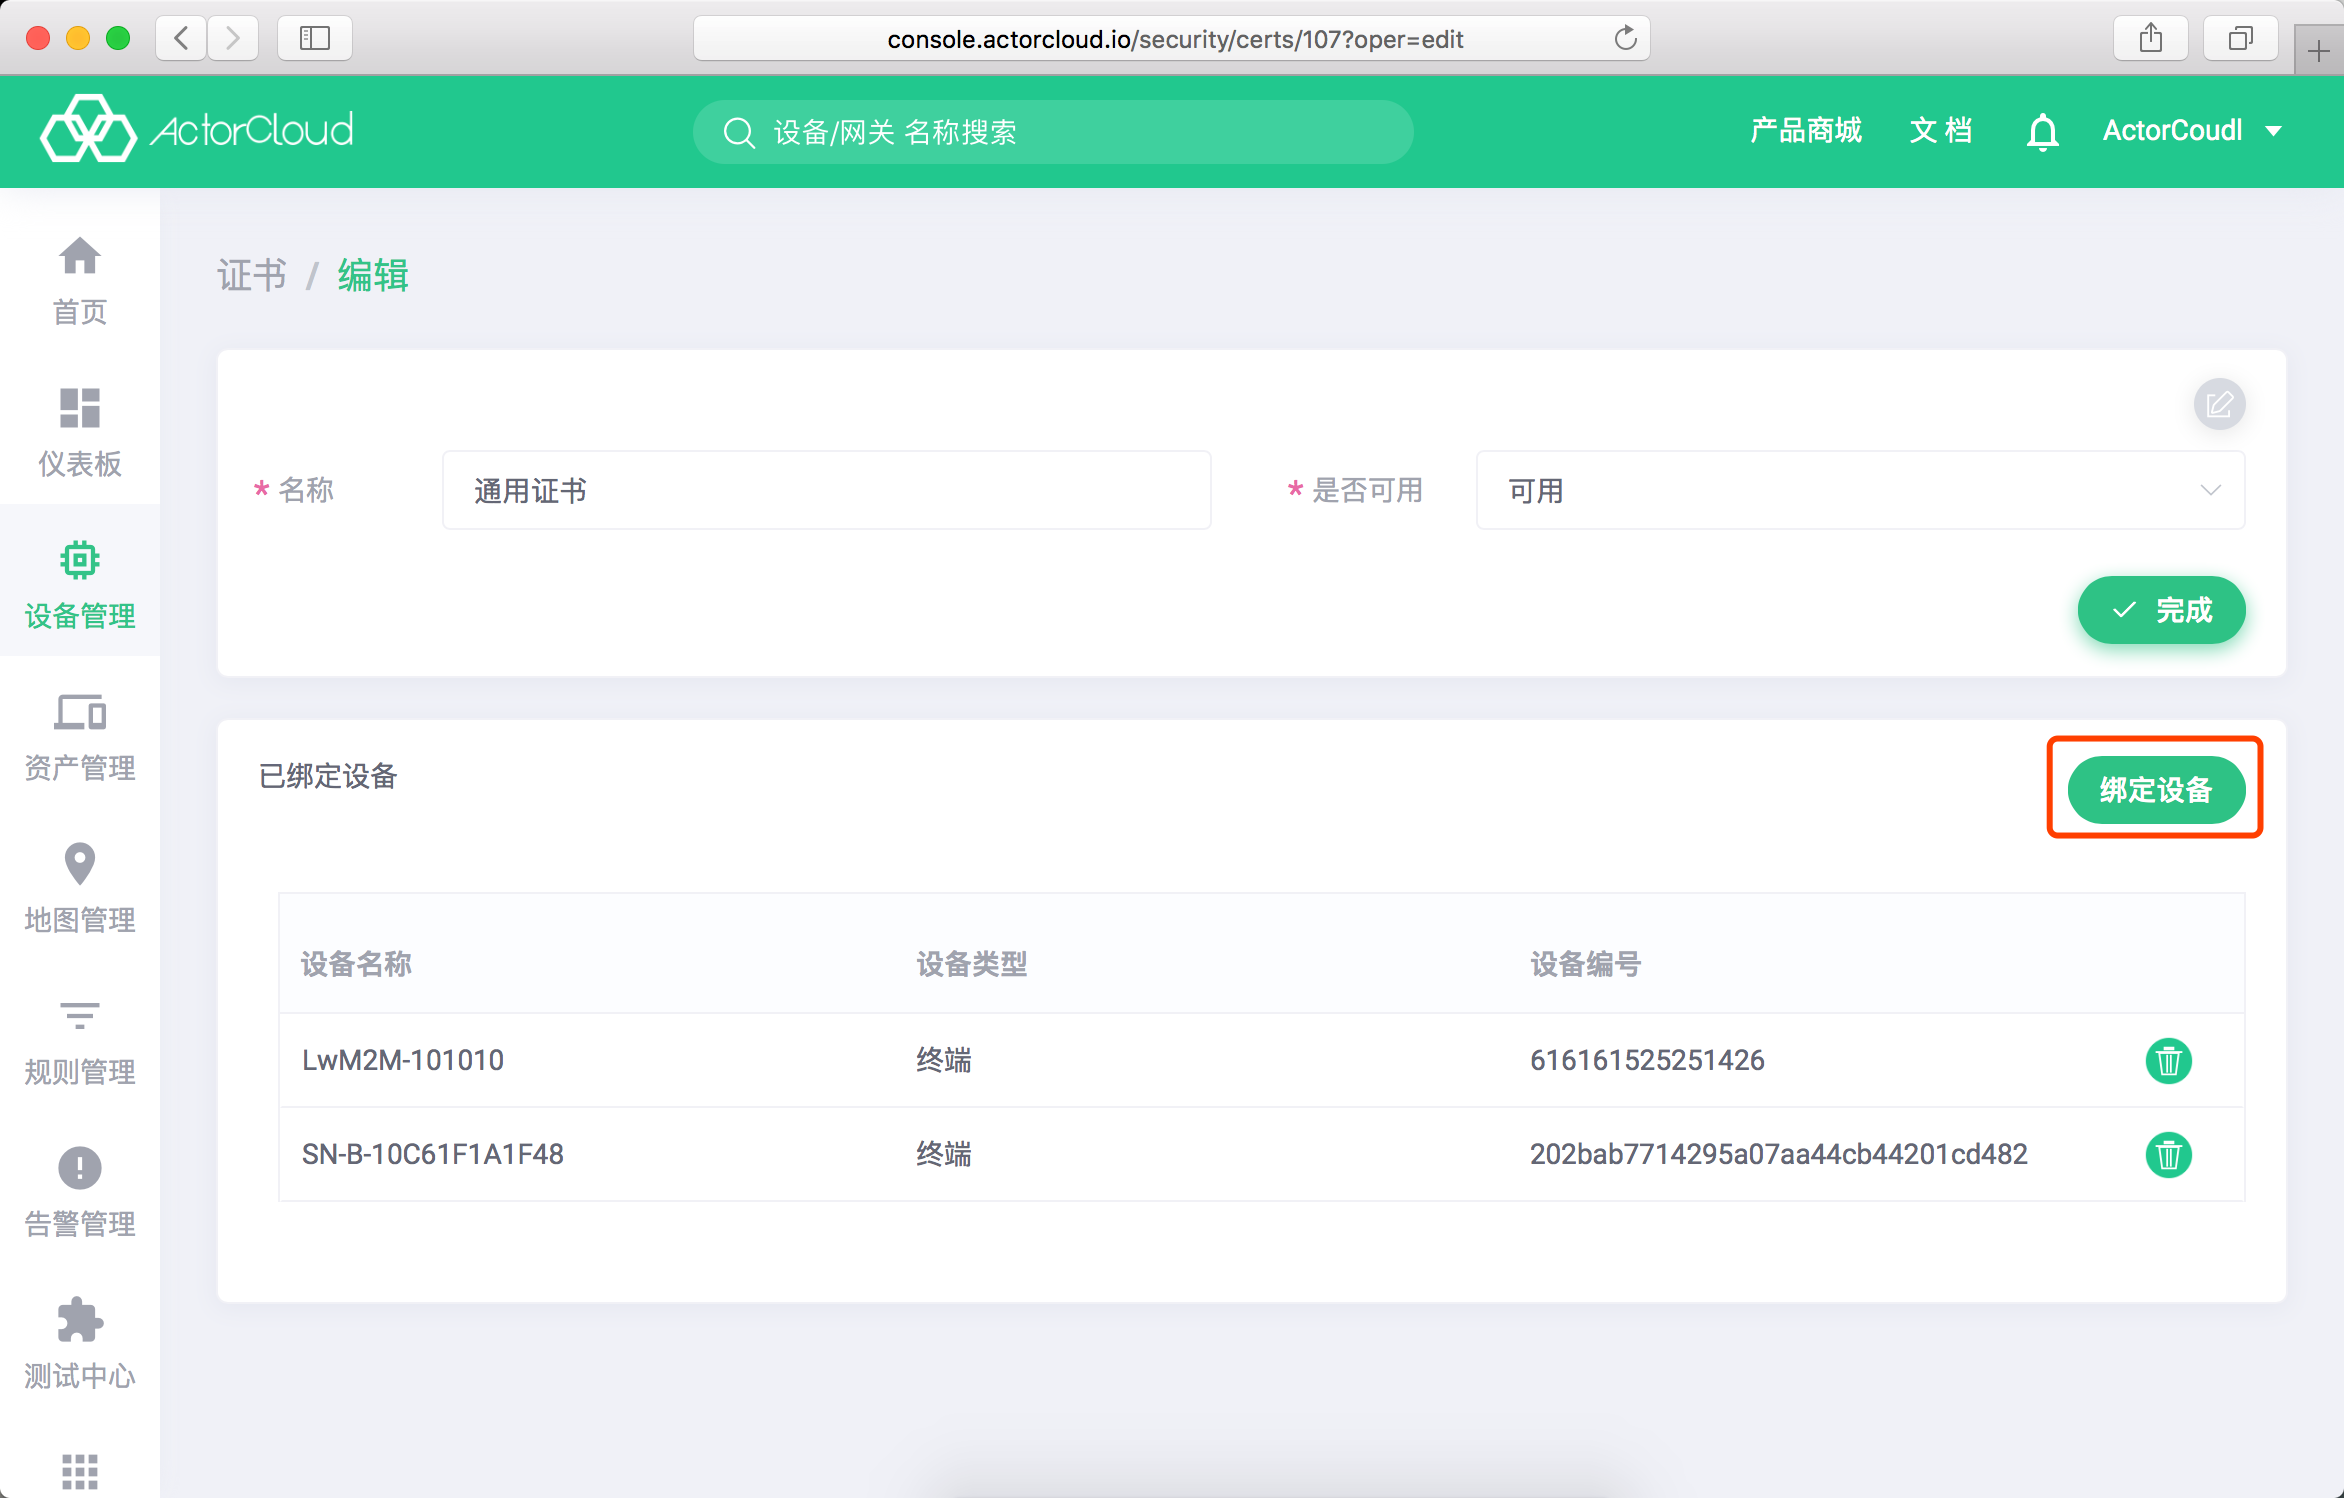 console.actorcloud.io/security/certs/107?oper=edit
ActorCloud
设备/网关 名称搜索
产品商城
文 档
ActorCoudl
首页
仪表板
设备管理
资产管理
地图管理
规则管理
告警管理
测试中心
证书 / 编辑
* 名称
通用证书
* 是否可用
可用
完成
已绑定设备
绑定设备
设备名称 设备类型 设备编号
LwM2M-101010 终端 616161525251426
SN-B-10C61F1A1F48 终端 202bab7714295a07aa44cb44201cd482